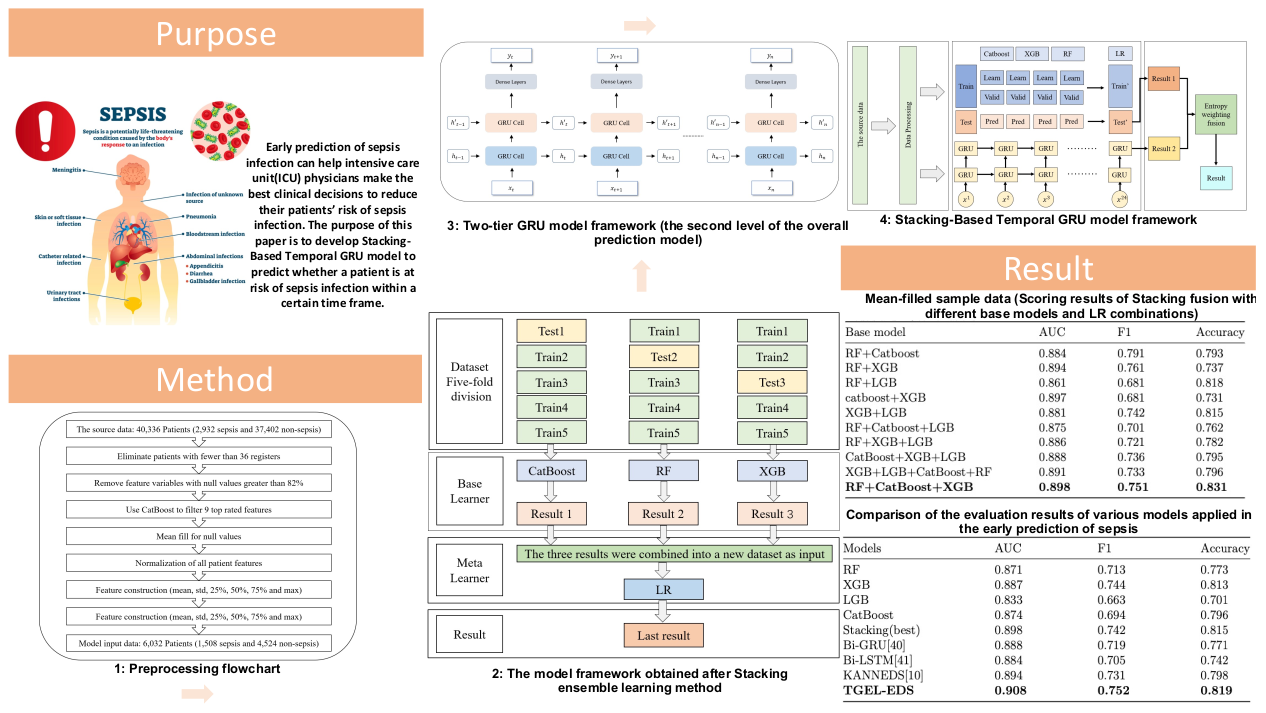 Purpose
SEPSIS
Sepsis is a potentially life-threatening
condition caused by the body's
response to an infection
Meningitis
Skin or soft tissue
infection
Catheter related
infection
Urinary tract
infections
Infection of unknown
source
Pneumonia
Bloodstream infection
Abdominal infections
Appendicitis
Diarrhea
Gallbladder infection
Early prediction of sepsis
infection can help intensive care
unit(ICU) physicians make the
best clinical decisions to reduce
their patients' risk of sepsis
infection. The purpose of this
paper is to develop Stacking-
Based Temporal GRU model to
predict whether a patient is at
risk of sepsis infection within a
certain time frame.
Method
The source data: 40,336 Patients (2,932 sepsis and 37,402 non-sepsis)
Eliminate patients with fewer than 36 registers
Remove feature variables with null values greater than 82%
Use CatBoost to filter 9 top rated features
Mean fill for null values
Normalization of all patient features
Feature construction (mean, std, 25%, 50%, 75% and max)
Feature construction (mean, std, 25%, 50%, 75% and max)
Model input data: 6,032 Patients (1,508 sepsis and 4,524 non-sepsis)
1: Preprocessing flowchart
y_t y_{t+1} y_n
Dense Layers Dense Layers Dense Layers
h'_{t-1} GRU Cell h'_t GRU Cell h'_{t+1} ......... h'_{n-1} GRU Cell h'_n
h_{t-1} GRU Cell h_t GRU Cell h_{t+1} h_{n-1} GRU Cell h_n
x_t x_{t+1} x_n
3: Two-tier GRU model framework (the second level of the overall
prediction model)
Dataset
Five-fold
division
Test1 Train1 Train1
Train2 Test2 Train2
Train3 Train3 Test3
Train4 Train4 Train4
Train5 Train5 Train5
Base
Learner
CatBoost RF XGB
Result 1 Result 2 Result 3
Meta
Learner
The three results were combined into a new dataset as input
LR
Result
Last result
2: The model framework obtained after Stacking
ensemble learning method
The source data
Data Processing
Catboost XGB RF LR
Train Learn Learn Learn Learn Train'
Valid Valid Valid Valid
Test Pred Pred Pred Pred Test'
GRU GRU GRU ......... GRU
GRU GRU GRU ......... GRU
x^1 x^2 x^3 x^24
Result 1
Result 2
Entropy
weighting
fusion
Result
4: Stacking-Based Temporal GRU model framework
Result
Mean-filled sample data (Scoring results of Stacking fusion with
different base models and LR combinations)
Base model AUC F1 Accuracy
RF+Catboost 0.884 0.791 0.793
RF+XGB 0.894 0.761 0.737
RF+LGB 0.861 0.681 0.818
catboost+XGB 0.897 0.681 0.731
XGB+LGB 0.881 0.742 0.815
RF+Catboost+LGB 0.875 0.701 0.762
RF+XGB+LGB 0.886 0.721 0.782
CatBoost+XGB+LGB 0.888 0.736 0.795
XGB+LGB+CatBoost+RF 0.891 0.733 0.796
RF+CatBoost+XGB 0.898 0.751 0.831
Comparison of the evaluation results of various models applied in
the early prediction of sepsis
Models AUC F1 Accuracy
RF 0.871 0.713 0.773
XGB 0.887 0.744 0.813
LGB 0.833 0.663 0.701
CatBoost 0.874 0.694 0.796
Stacking(best) 0.898 0.742 0.815
Bi-GRU[40] 0.888 0.719 0.771
Bi-LSTM[41] 0.884 0.705 0.742
KANNEDS[10] 0.894 0.731 0.798
TGEL-EDS 0.908 0.752 0.819